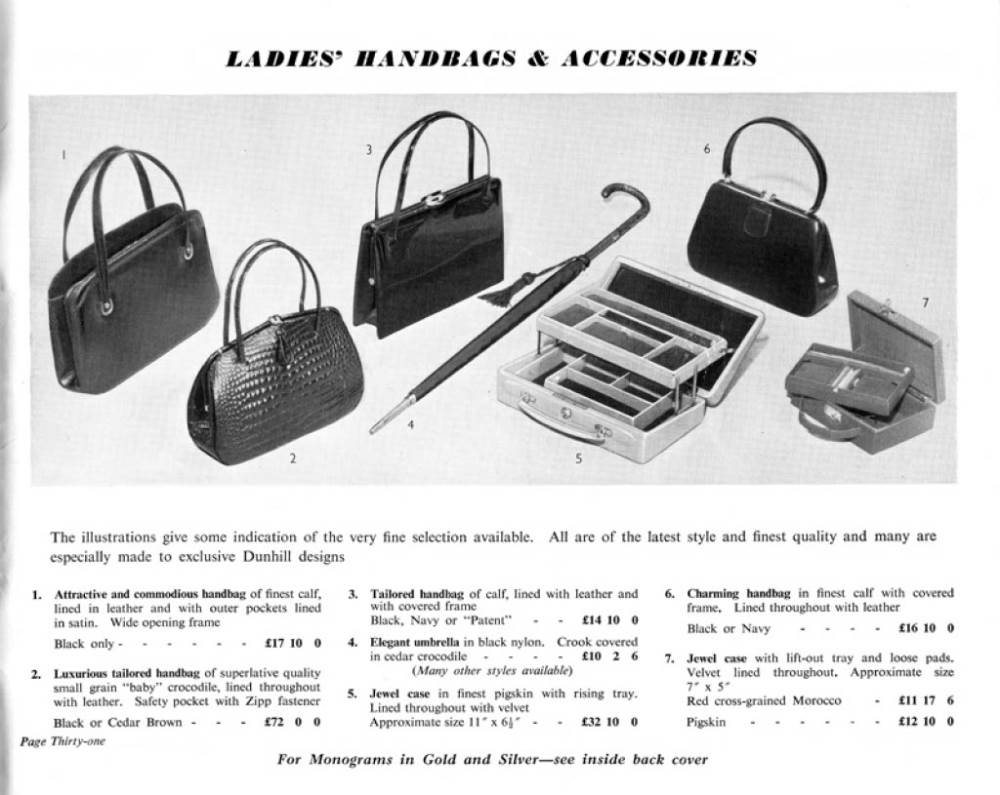 LADIES' HANDBAGS & ACCESSORIES
1
3
6
7
4
2
5
The illustrations give some indication of the very fine selection available. All are of the latest style and finest quality and many are
especially made to exclusive Dunhill designs
1. Attractive and commodious handbag of finest calf,
lined in leather and with outer pockets lined
in satin. Wide opening frame
Black only - - - - - - £17 10 0
2. Luxurious tailored handbag of superlative quality
small grain "baby" crocodile, lined throughout
with leather. Safety pocket with Zipp fastener
Black or Cedar Brown - - - £72 0 0
3. Tailored handbag of calf, lined with leather and
with covered frame
Black, Navy or "Patent" - - £14 10 0
4. Elegant umbrella in black nylon. Crook covered
in cedar crocodile - - - - £10 2 6
(Many other styles available)
5. Jewel case in finest pigskin with rising tray.
Lined throughout with velvet
Approximate size 11" x 6½" - - £32 10 0
6. Charming handbag in finest calf with covered
frame. Lined throughout with leather
Black or Navy - - - - £16 10 0
7. Jewel case with lift-out tray and loose pads.
Velvet lined throughout. Approximate size
7" x 5"
Red cross-grained Morocco - £11 17 6
Pigskin - - - - - - £12 10 0
Page Thirty-one
For Monograms in Gold and Silver—see inside back cover